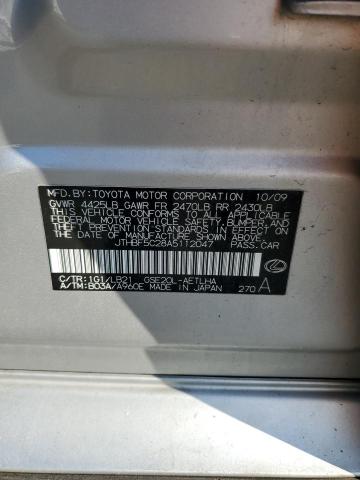 MFD.BY:TOYOTA MOTOR CORPORATION 10/09
GVWR 4425LB GAWR FR 2470LB RR 2430LB
THIS VEHICLE CONFORMS TO ALL APPLICABLE
FEDERAL MOTOR VEHICLE SAFETY, BUMPER, AND
THEFT PREVENTION STANDARDS IN EFFECT ON
THE DATE OF MANUFACTURE SHOWN ABOVE.
JTHBF5C28A5112047 PASS.CAR
C/TR:1G1/LB21 GSE20L-AETLHA
A/TM:B03A/A960E MADE IN JAPAN 270 A